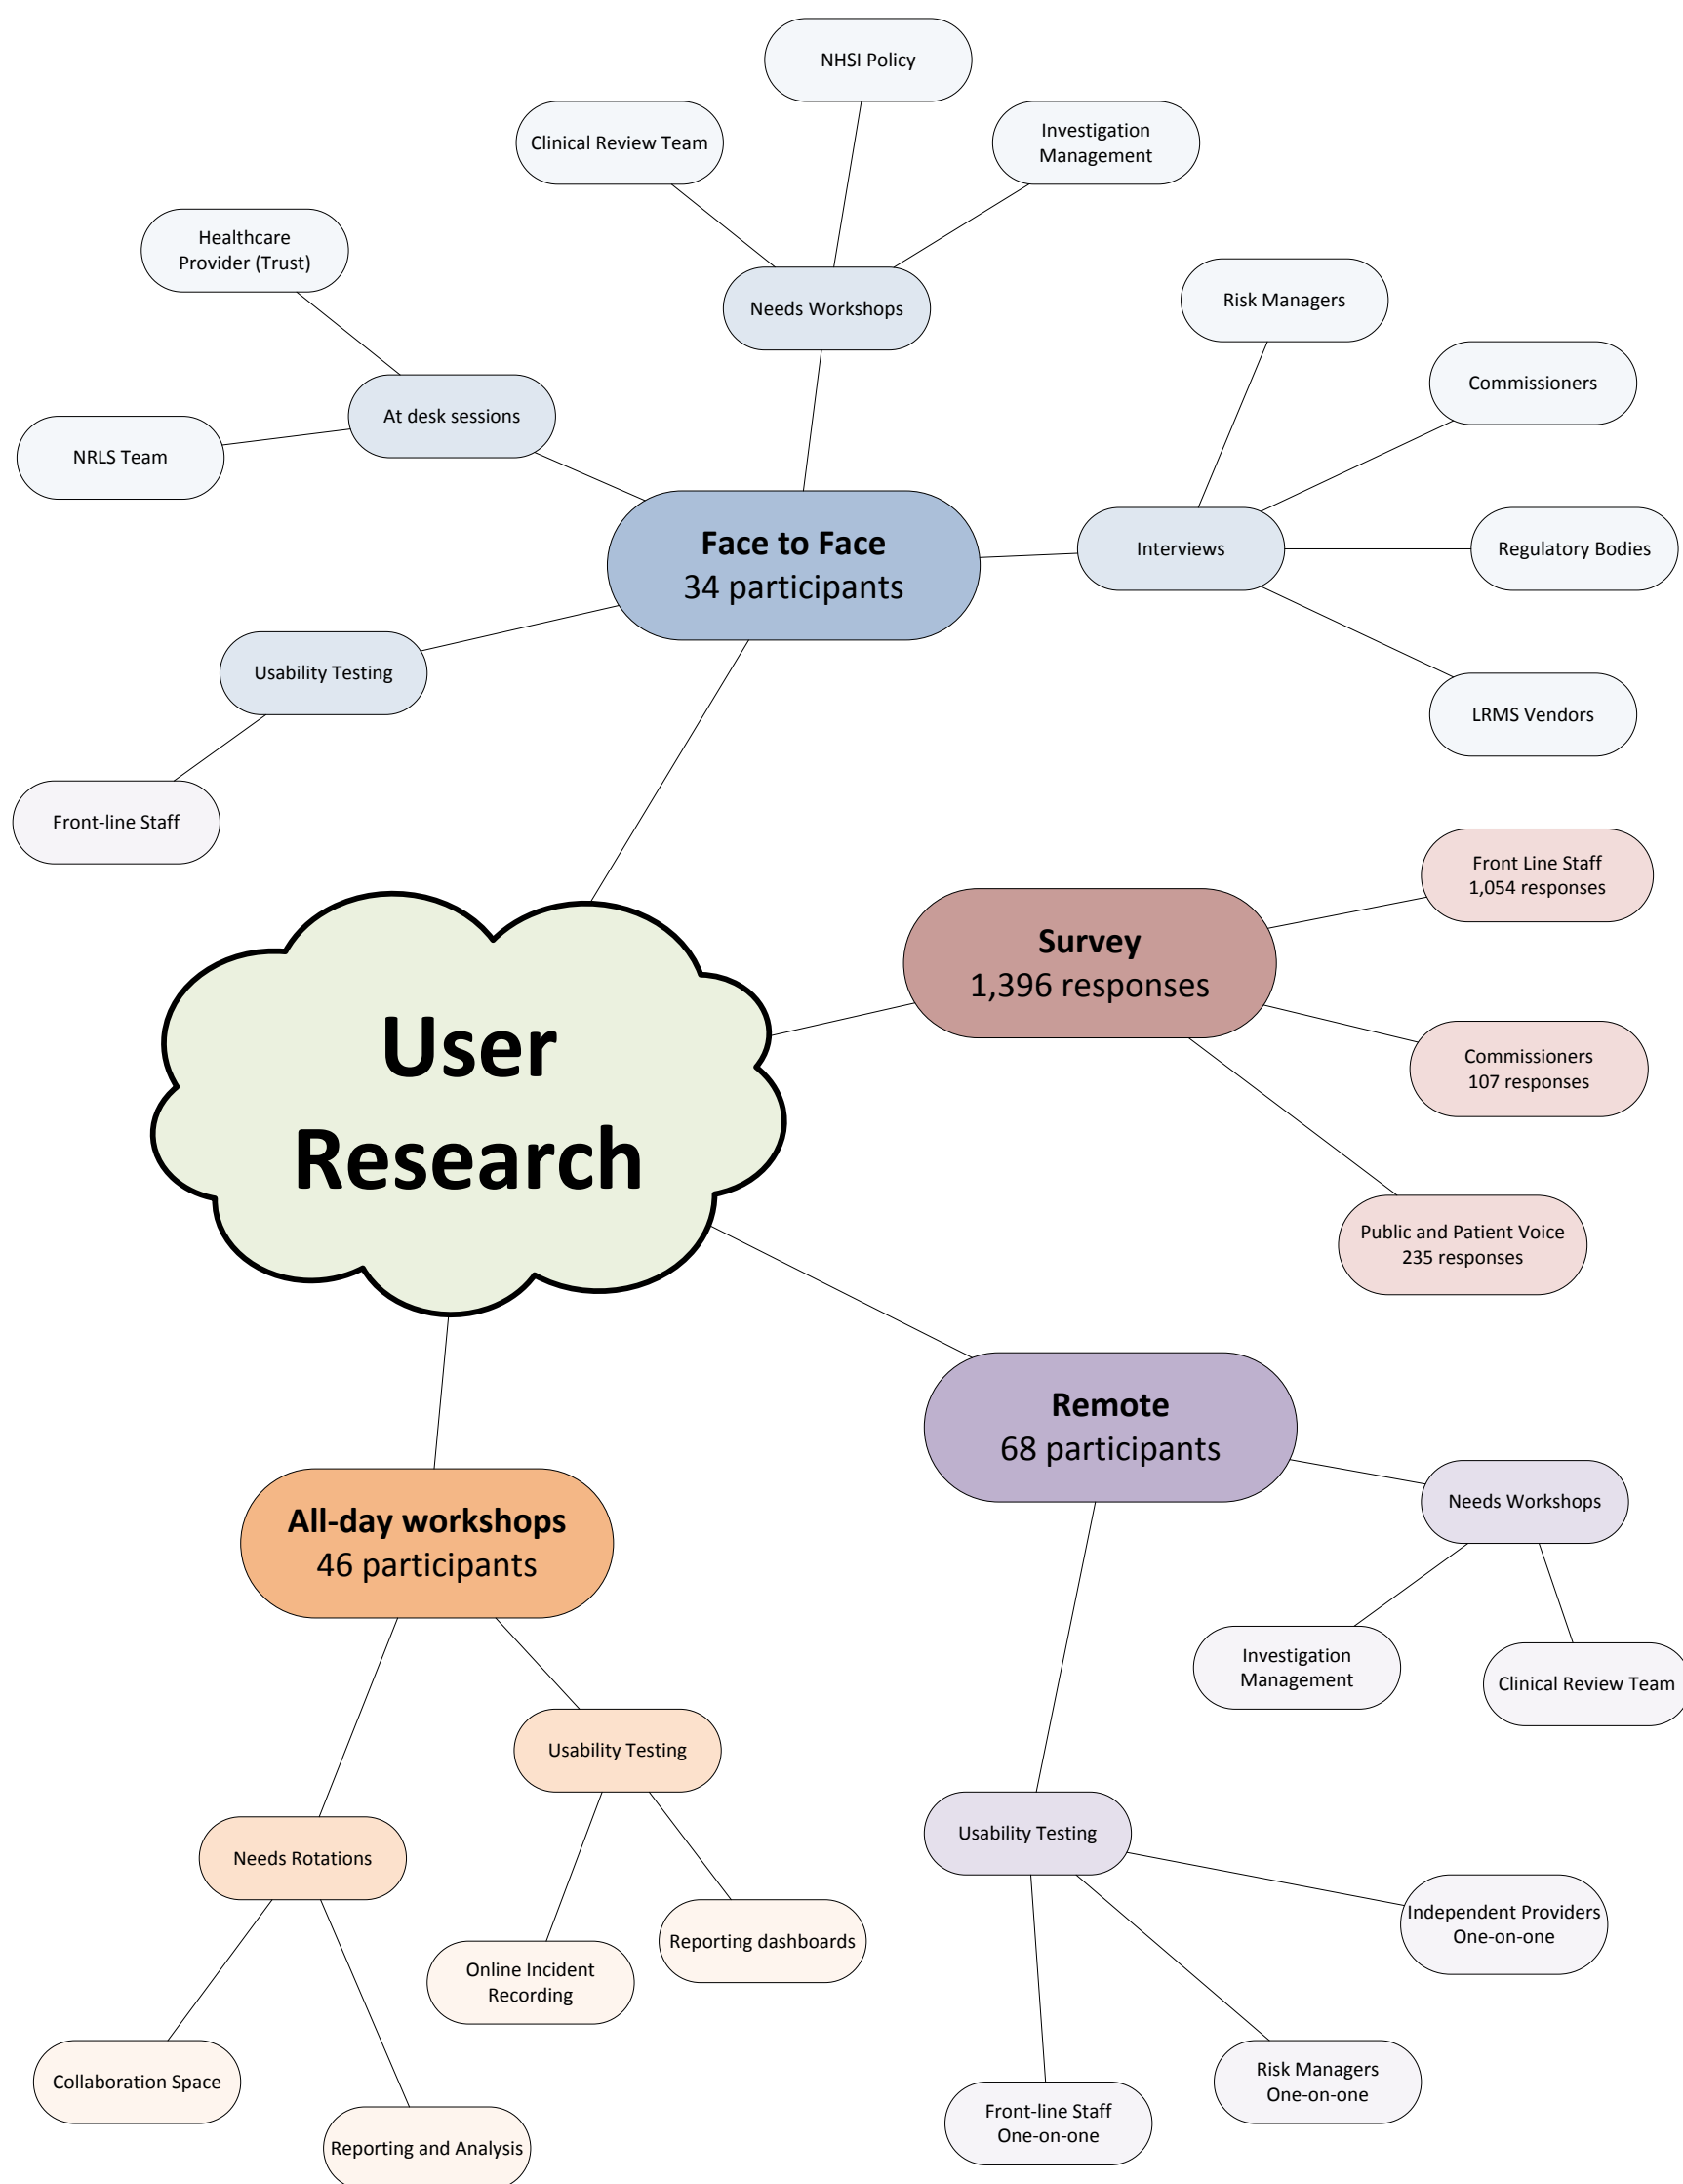 NHSI Policy
Clinical Review Team
Investigation
Management
Healthcare
Provider (Trust)
Needs Workshops
Risk Managers
Commissioners
At desk sessions
NRLS Team
Face to Face
34 participants
Interviews
Regulatory Bodies
Usability Testing
LRMS Vendors
Front-line Staff
Front Line Staff
1,054 responses
Survey
1,396 responses
User
Research
Commissioners
107 responses
Public and Patient Voice
235 responses
Remote
68 participants
Needs Workshops
All-day workshops
46 participants
Investigation
Management
Clinical Review Team
Usability Testing
Usability Testing
Needs Rotations
Independent Providers
One-on-one
Reporting dashboards
Online Incident
Recording
Collaboration Space
Risk Managers
One-on-one
Front-line Staff
One-on-one
Reporting and Analysis